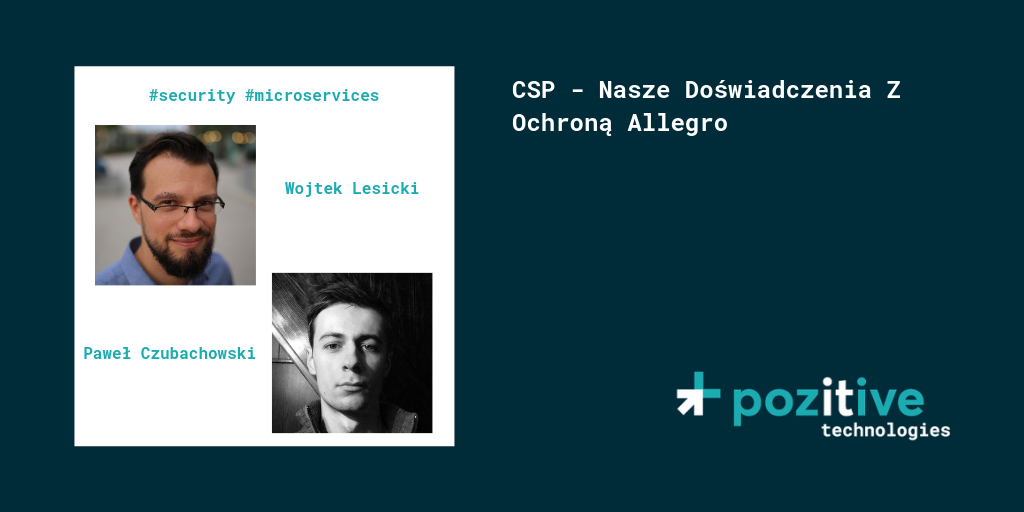 #security #microservices
Wojtek Lesicki
Paweł Czubachowski
CSP - Nasze Doświadczenia Z
Ochroną Allegro
pozitive
technologies